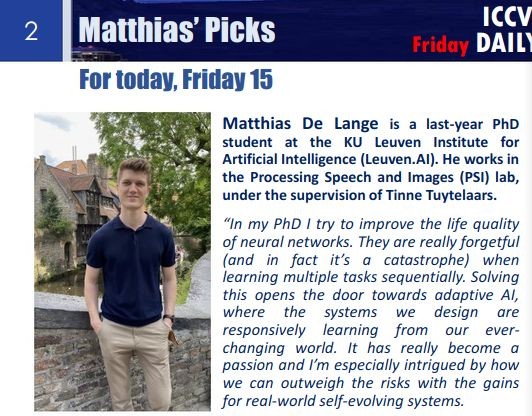 2
Matthias’ Picks
ICCV
Friday DAILY
For today, Friday 15
Matthias De Lange is a last-year PhD
student at the KU Leuven Institute for
Artificial Intelligence (Leuven.AI). He works in
the Processing Speech and Images (PSI) lab,
under the supervision of Tinne Tuytelaars.
“In my PhD I try to improve the life quality
of neural networks. They are really forgetful
(and in fact it’s a catastrophe) when
learning multiple tasks sequentially. Solving
this opens the door towards adaptive AI,
where the systems we design are
responsively learning from our ever-
changing world. It has really become a
passion and I’m especially intrigued by how
we can outweigh the risks with the gains
for real-world self-evolving systems.